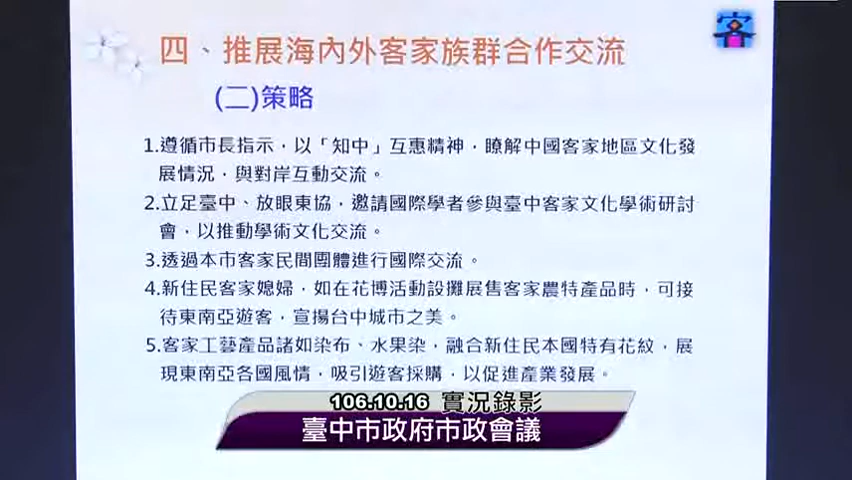 四、推展海內外客家族群合作交流
(二)策略
1.遵循市長指示，以「知中」互惠精神，瞭解中國客家地區文化發
展情況，與對岸互動交流。
2.立足臺中、放眼東協，邀請國際學者參與臺中客家文化學術研討
會，以推動學術文化交流。
3.透過本市客家民間團體進行國際交流。
4.新住民客家媳婦，如在花博活動設攤展售客家農特產品時，可接
待東南亞遊客，宣揚台中城市之美。
5.客家工藝產品諸如染布、水果染，融合新住民本國特有花紋，展
現東南亞各國風情，吸引遊客採購，以促進產業發展。
106.10.16 實況錄影
臺中市政府市政會議
客